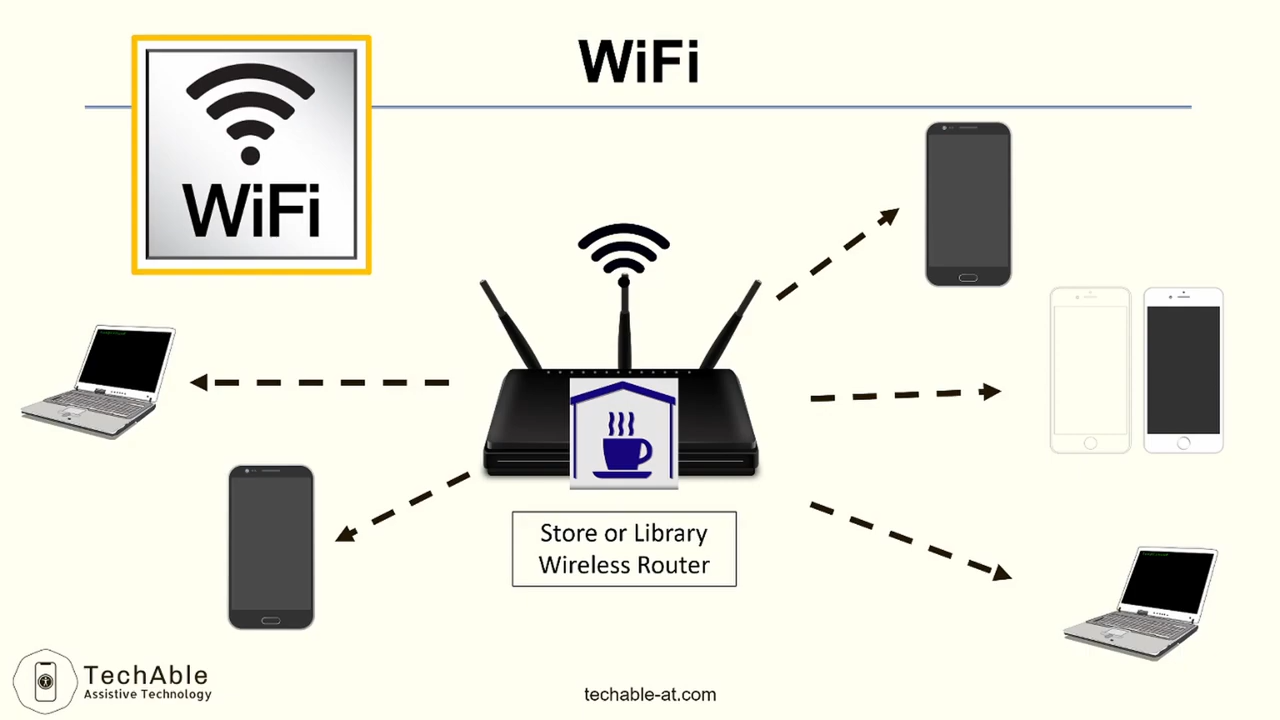 WiFi
WiFi
Store or Library
Wireless Router
TechAble
Assistive Technology
techable-at.com